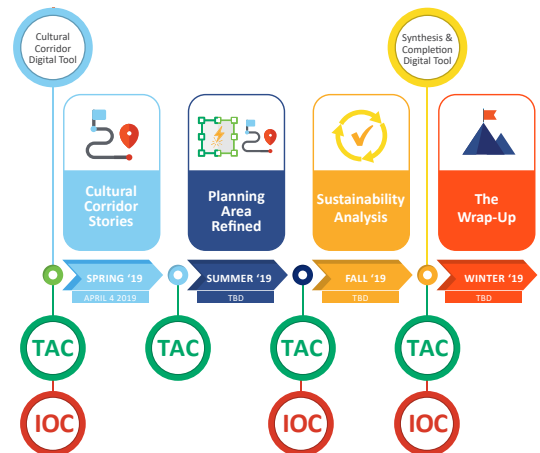 Cultural
Corridor
Digital Tool
Synthesis &
Completion
Digital Tool
Cultural
Corridor
Stories
Planning
Area
Refined
Sustainability
Analysis
The
Wrap-Up
SPRING ‘19
SUMMER ‘19
FALL ‘19
WINTER ‘19
APRIL 4 2019
TBD
TBD
TBD
TAC
TAC
TAC
TAC
IOC
IOC
IOC